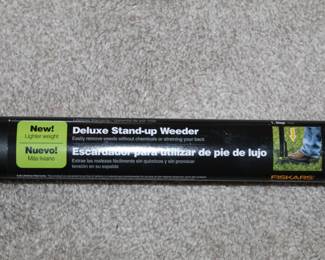 New!
Lighter weight
Deluxe Stand-up Weeder
Easily remove weeds without chemicals or straining your back
Nuevo!
Más liviano
Escardador para utilizar de pie de lujo
Extrae las malezas fácilmente sin químicos y sin provocar
tensión en su espalda
FISKARS